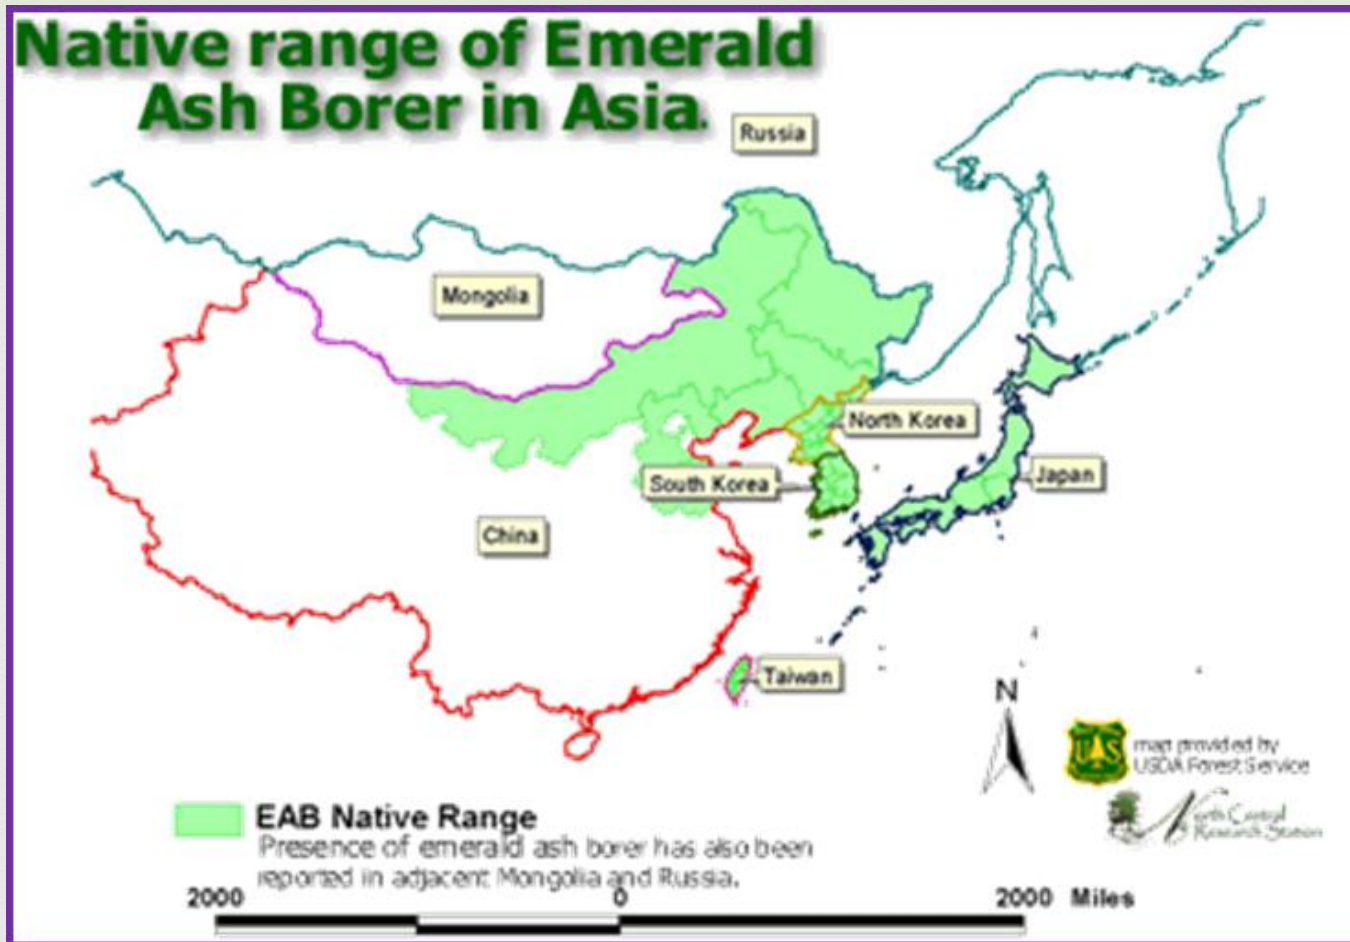 Native range of Emerald
Ash Borer in Asia.
Russia
Mongolia
North Korea
Japan
South Korea
China
Taiwan
N
US
map provided by
USDA Forest Service
North Central
Research Station
EAB Native Range
Presence of emerald ash borer has also been
reported in adjacent Mongolia and Russia.
2000 0 2000 Miles